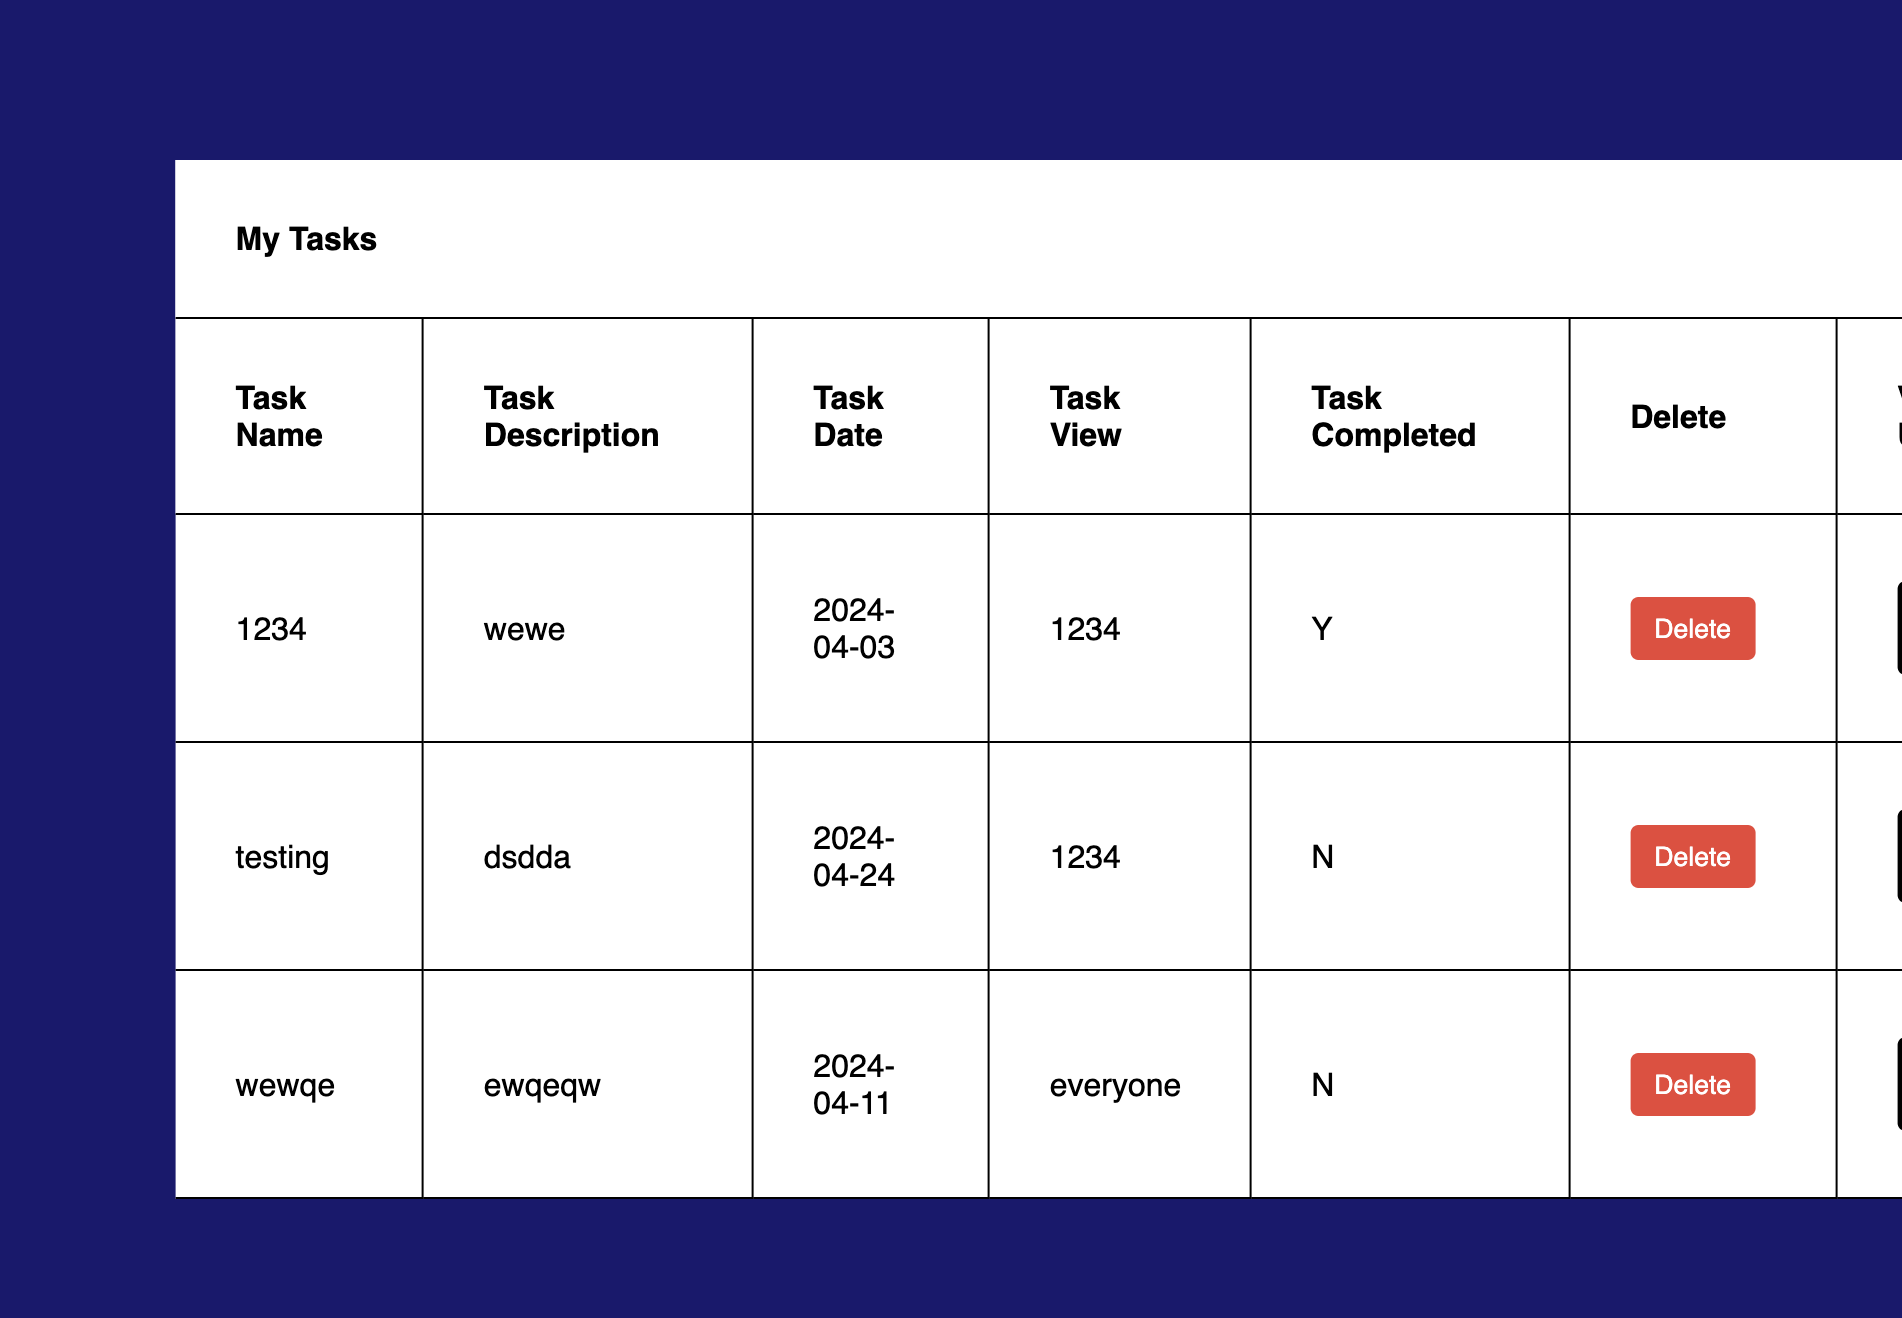 My Tasks
Task Name Task Description Task Date Task View Task Completed Delete
1234 wewe 2024-04-03 1234 Y Delete
testing dsdda 2024-04-24 1234 N Delete
wewqe ewqeqw 2024-04-11 everyone N Delete